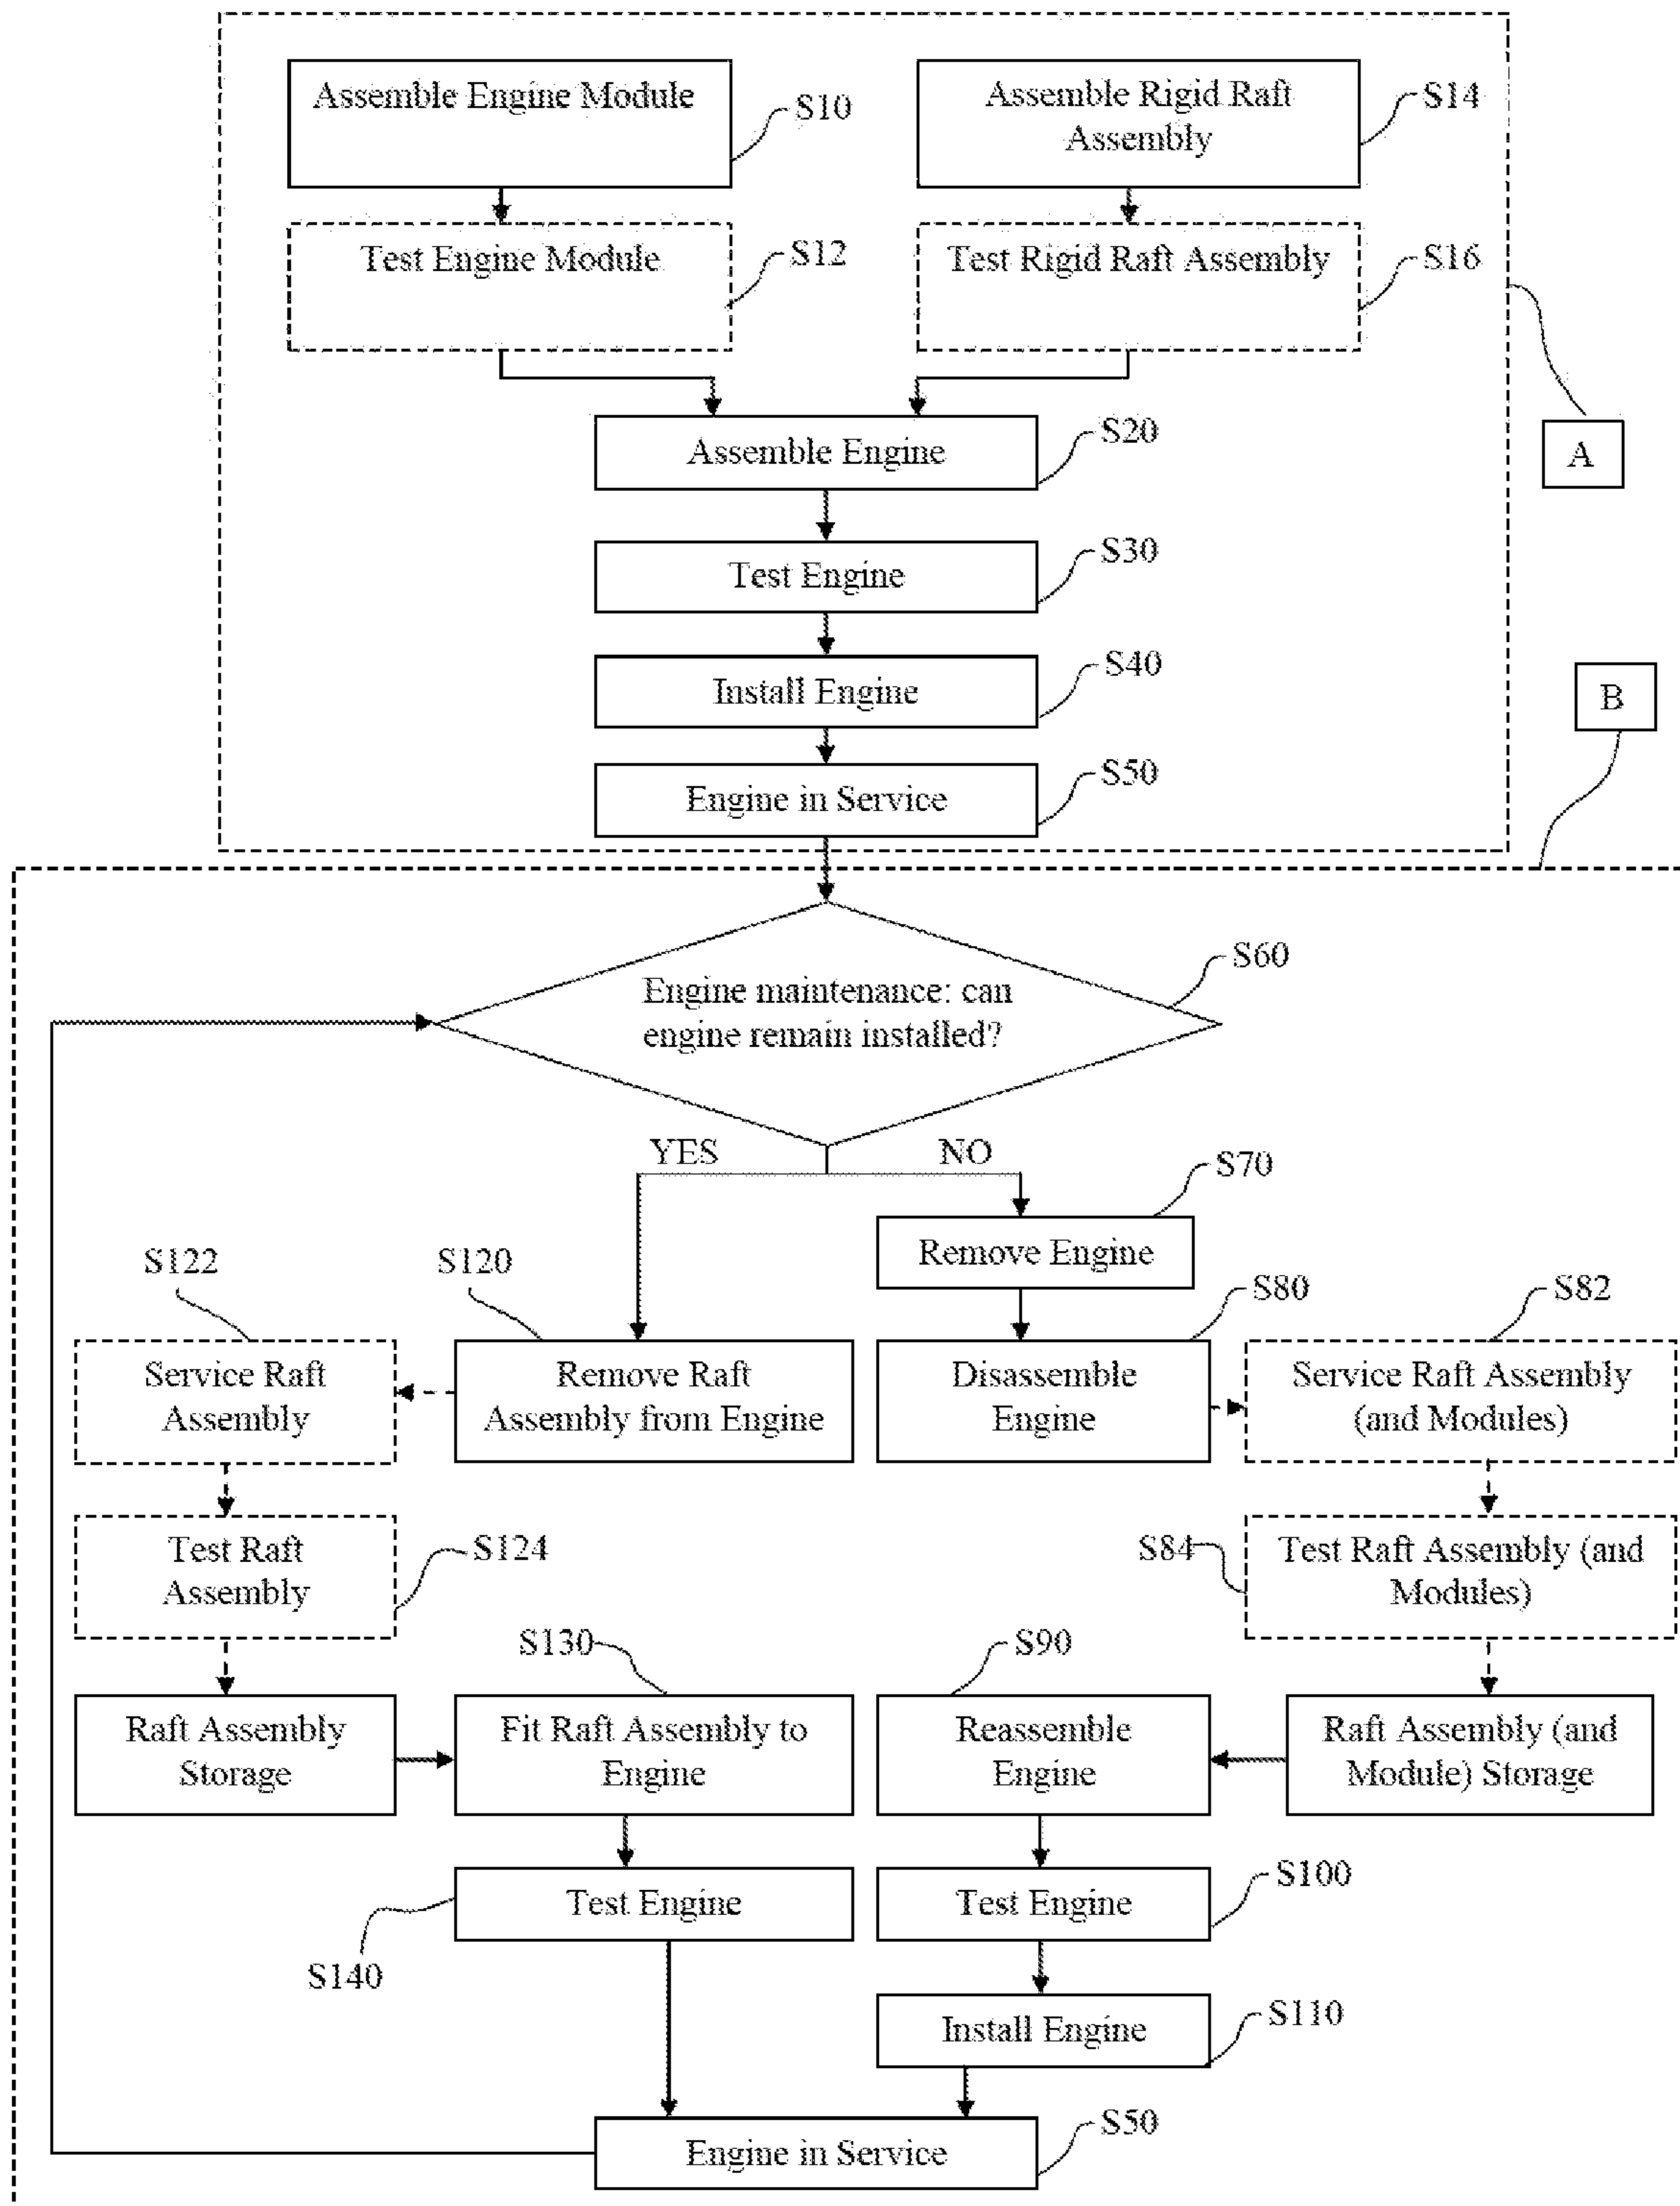 Assemble Engine Module
S10
Assemble Rigid Raft
Assembly
S14
Test Engine Module
S12
Test Rigid Raft Assembly
S16
A
Assemble Engine
S20
Test Engine
S30
Install Engine
S40
B
Engine in Service
S50
Engine maintenance: can
engine remain installed?
S60
YES
NO
S70
Remove Engine
S122
S120
S80
S82
Service Raft
Assembly
Remove Raft
Assembly from Engine
Disassemble
Engine
Service Raft Assembly
(and Modules)
Test Raft
Assembly
S124
S84
Test Raft Assembly (and
Modules)
S130
S90
Raft Assembly
Storage
Fit Raft Assembly to
Engine
Reassemble
Engine
Raft Assembly (and
Module) Storage
Test Engine
S140
Test Engine
S100
Install Engine
S110
Engine in Service
S50